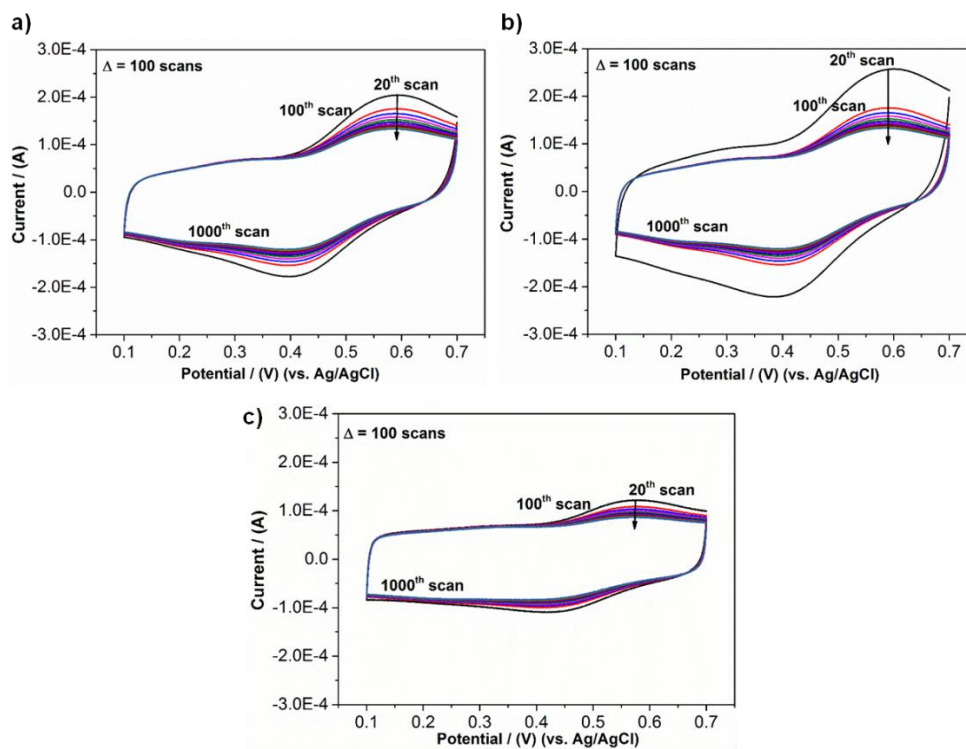 a)
Δ = 100 scans
20th scan
100th scan
1000th scan
3.0E-4
2.0E-4
1.0E-4
0.0
-1.0E-4
-2.0E-4
-3.0E-4
Current / (A)
0.1 0.2 0.3 0.4 0.5 0.6 0.7
Potential / (V) (vs. Ag/AgCl)
b)
Δ = 100 scans
20th scan
100th scan
1000th scan
3.0E-4
2.0E-4
1.0E-4
0.0
-1.0E-4
-2.0E-4
-3.0E-4
Current / (A)
0.1 0.2 0.3 0.4 0.5 0.6 0.7
Potential / (V) (vs. Ag/AgCl)
c)
Δ = 100 scans
100th scan
20th scan
1000th scan
3.0E-4
2.0E-4
1.0E-4
0.0
-1.0E-4
-2.0E-4
-3.0E-4
Current / (A)
0.1 0.2 0.3 0.4 0.5 0.6 0.7
Potential / (V) (vs. Ag/AgCl)